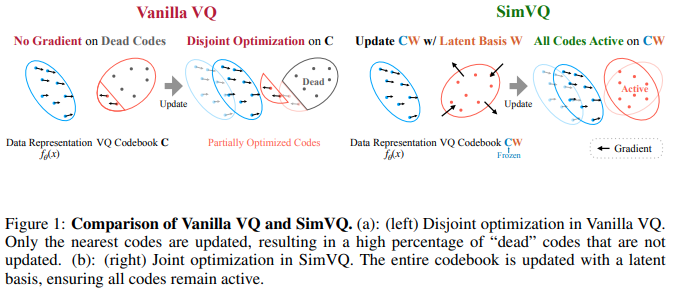 Vanilla VQ
SimVQ
No Gradient on Dead Codes
Disjoint Optimization on C
Update CW w/ Latent Basis W
All Codes Active on CW
Dead
Active
Update
Update
Data Representation VQ Codebook C
fθ(x)
Partially Optimized Codes
Data Representation VQ Codebook CW
fθ(x)
Frozen
Gradient
Figure 1: Comparison of Vanilla VQ and SimVQ. (a): (left) Disjoint optimization in Vanilla VQ.
Only the nearest codes are updated, resulting in a high percentage of “dead” codes that are not
updated. (b): (right) Joint optimization in SimVQ. The entire codebook is updated with a latent
basis, ensuring all codes remain active.